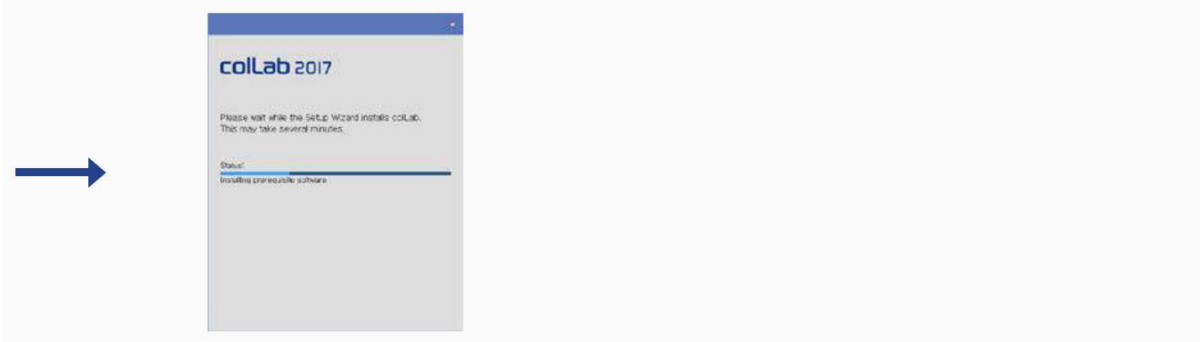 colLab 2017
Please wait while the Setup Wizard installs colLab.
This may take several minutes.
Status:
Installing prerequisite software